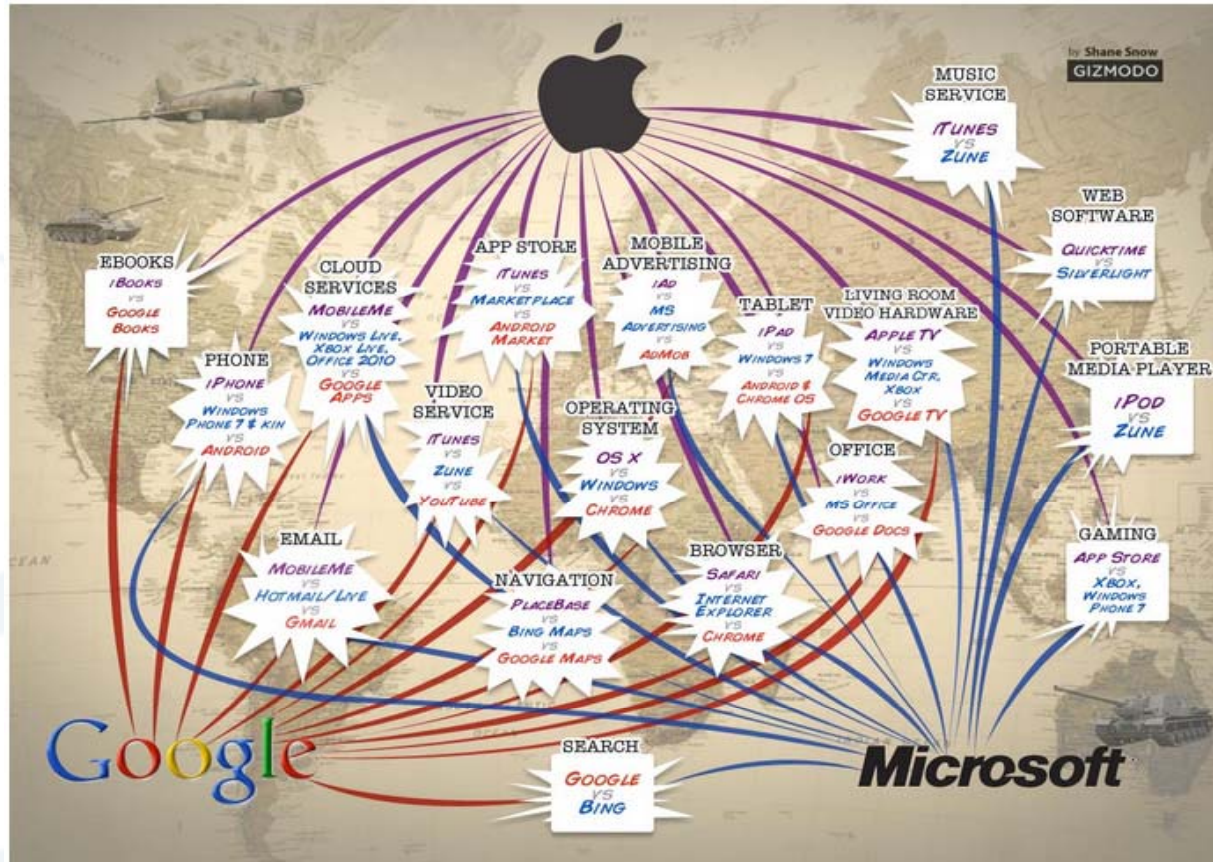 by Shane Snow
GIZMODO
MUSIC
SERVICE
iTUNES
VS
ZUNE
WEB
SOFTWARE
QUICKTIME
VS
SILVERLIGHT
EBOOKS
iBOOKS
VS
GOOGLE
BOOKS
CLOUD
SERVICES
MOBILEME
VS
WINDOWS LIVE,
XBOX LIVE,
OFFICE 2010
VS
GOOGLE
APPS
APP STORE
iTUNES
VS
MARKETPLACE
VS
ANDROID
MARKET
MOBILE
ADVERTISING
iAD
VS
MS
ADVERTISING
VS
ADMOB
TABLET
iPAD
VS
WINDOWS 7
VS
ANDROID &
CHROME OS
LIVING ROOM
VIDEO HARDWARE
APPLE TV
VS
WINDOWS
MEDIA CTR,
XBOX
VS
GOOGLE TV
PORTABLE
MEDIA PLAYER
iPOD
VS
ZUNE
PHONE
iPHONE
VS
WINDOWS
PHONE 7 & KIN
VS
ANDROID
VIDEO
SERVICE
iTUNES
VS
ZUNE
VS
YOUTUBE
OPERATING
SYSTEM
OS X
VS
WINDOWS
VS
CHROME
OFFICE
iWORK
VS
MS OFFICE
VS
GOOGLE DOCS
EMAIL
MOBILEME
VS
HOTMAIL/LIVE
VS
GMAIL
NAVIGATION
PLACEBASE
VS
BING MAPS
VS
GOOGLE MAPS
BROWSER
SAFARI
VS
INTERNET
EXPLORER
VS
CHROME
GAMING
APP STORE
VS
XBOX,
WINDOWS
PHONE 7
Google
SEARCH
GOOGLE
VS
BING
Microsoft